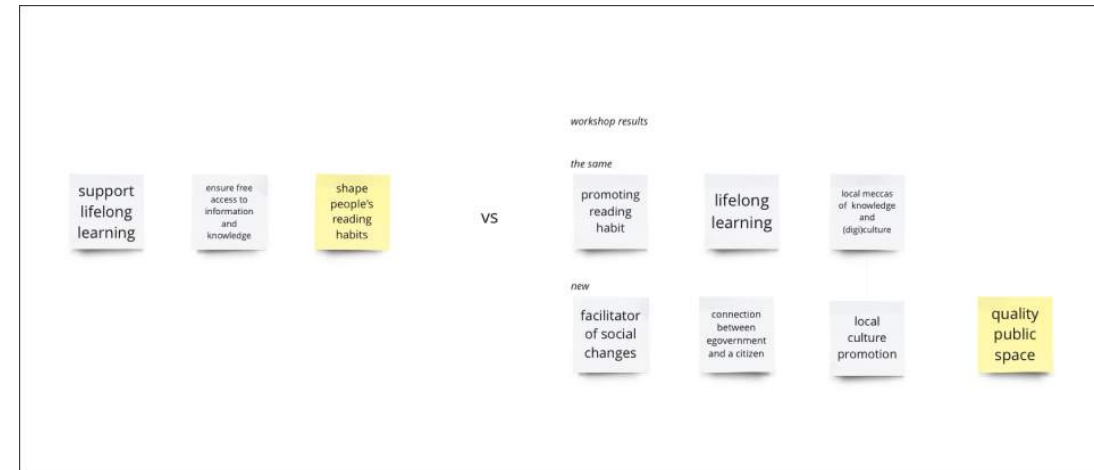 support
lifelong
learning
ensure free
access to
information
and
knowledge
shape
people's
reading
habits
vs
workshop results
the same
promoting
reading
habit
lifelong
learning
local meccas
of knowledge
and
(digi)culture
new
facilitator
of social
changes
connection
between
egovernment
and a citizen
local
culture
promotion
quality
public
space